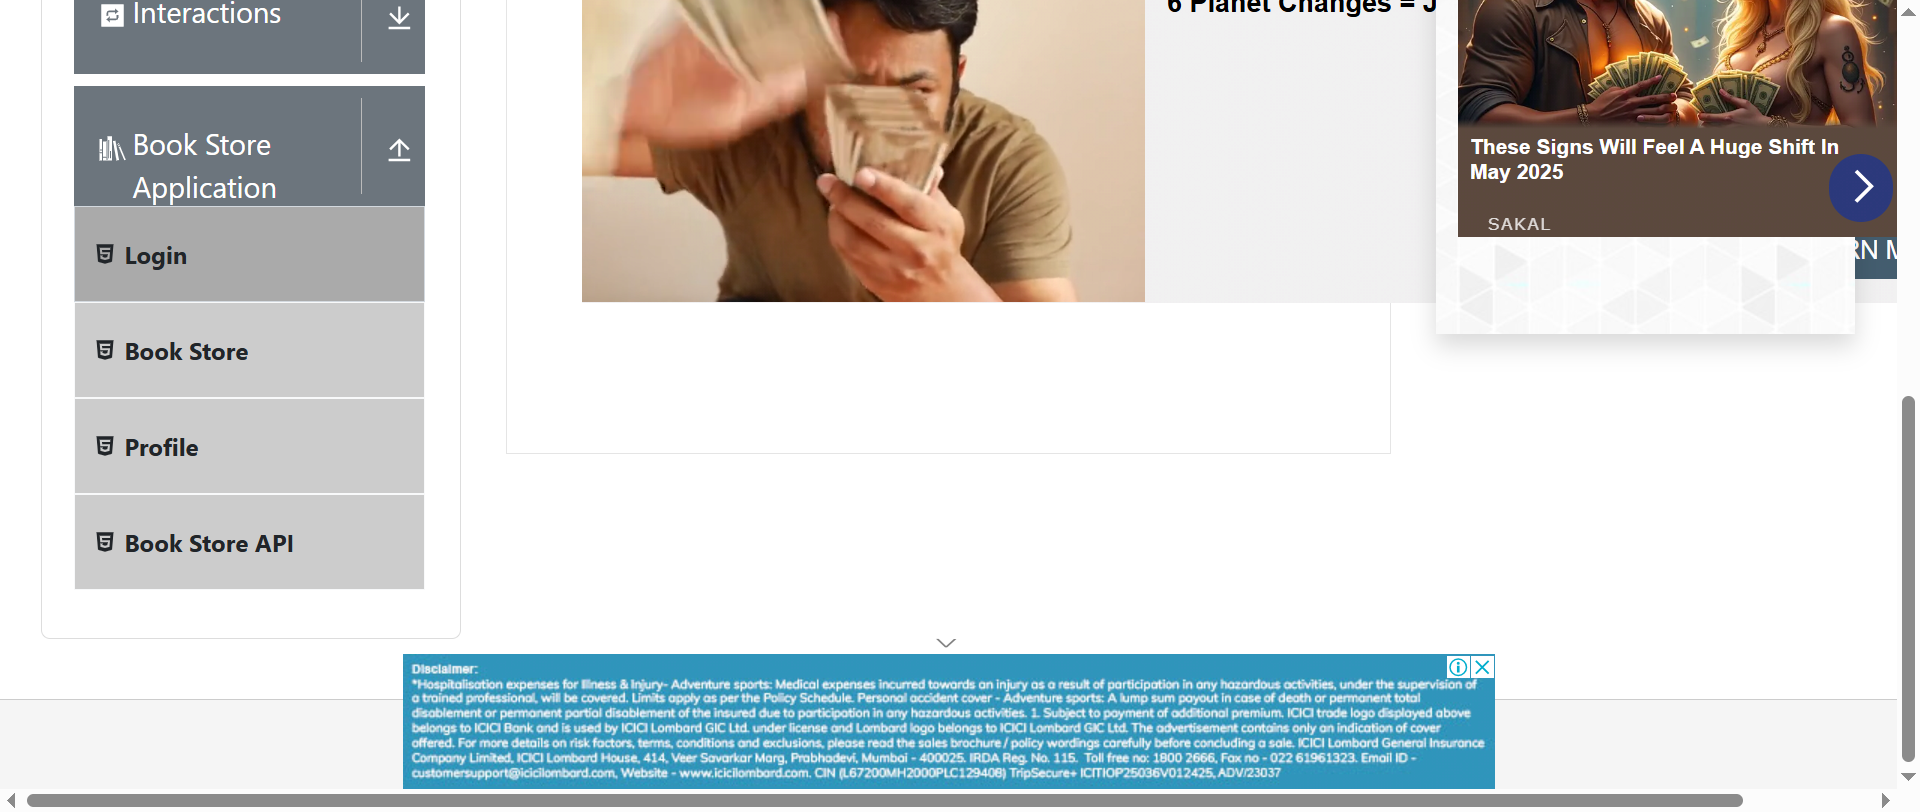 Interactions
Book Store
Application
Login
Book Store
Profile
Book Store API
6 Planet Changes = J
These Signs Will Feel A Huge Shift In
May 2025
SAKAL
RN M
Disclaimer:
*Hospitalisation expenses for Illness & Injury- Adventure sports: Medical expenses incurred towards an injury as a result of participation in any hazardous activities, under the supervision of
a trained professional, will be covered. Limits apply as per the Policy Schedule. Personal accident cover - Adventure sports: A lump sum payout in case of death or permanent total
disablement or permanent partial disablement of the insured due to participation in any hazardous activities. 1. Subject to payment of additional premium. ICICI trade logo displayed above
belongs to ICICI Bank and is used by ICICI Lombard GIC Ltd. under license and Lombard logo belongs to ICICI Lombard GIC Ltd. The advertisement contains only an indication of cover
offered. For more details on risk factors, terms, conditions and exclusions, please read the sales brochure / policy wordings carefully before concluding a sale. ICICI Lombard General Insurance
Company Limited, ICICI Lombard House, 414, Veer Savarkar Marg, Prabhadevi, Mumbai - 400025. IRDA Reg. No. 115. Toll free no: 1800 2666, Fax no - 022 61961323. Email ID -
customersupport@icicilombard.com, Website - www.icicilombard.com. CIN (L67200MH2000PLC129408) TripSecure+ ICITIOP25036V012425, ADV/23037